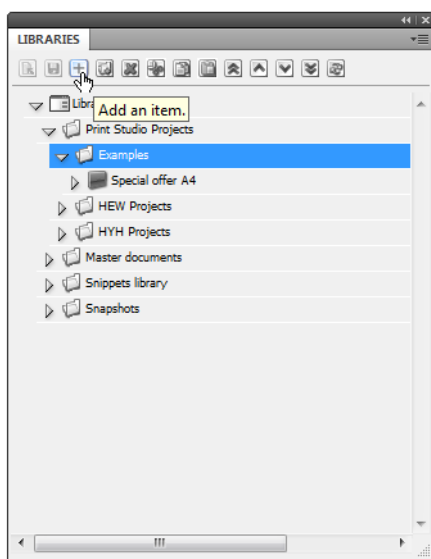 LIBRARIES
Add an item.
Print Studio Projects
Examples
Special offer A4
HEW Projects
HYH Projects
Master documents
Snippets library
Snapshots